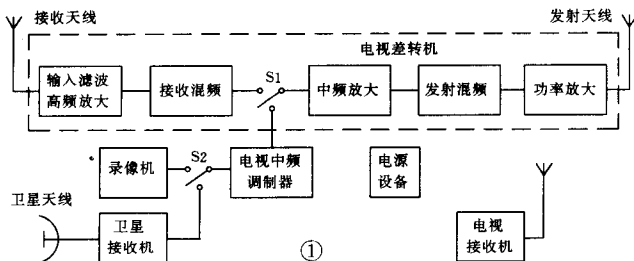 接收天线
发射天线
电视差转机
输入滤波
高频放大
接收混频
S1
中频放大
发射混频
功率放大
录像机
S2
电视中频
调制器
电源
设备
卫星天线
卫星
接收机
电视
接收机
①